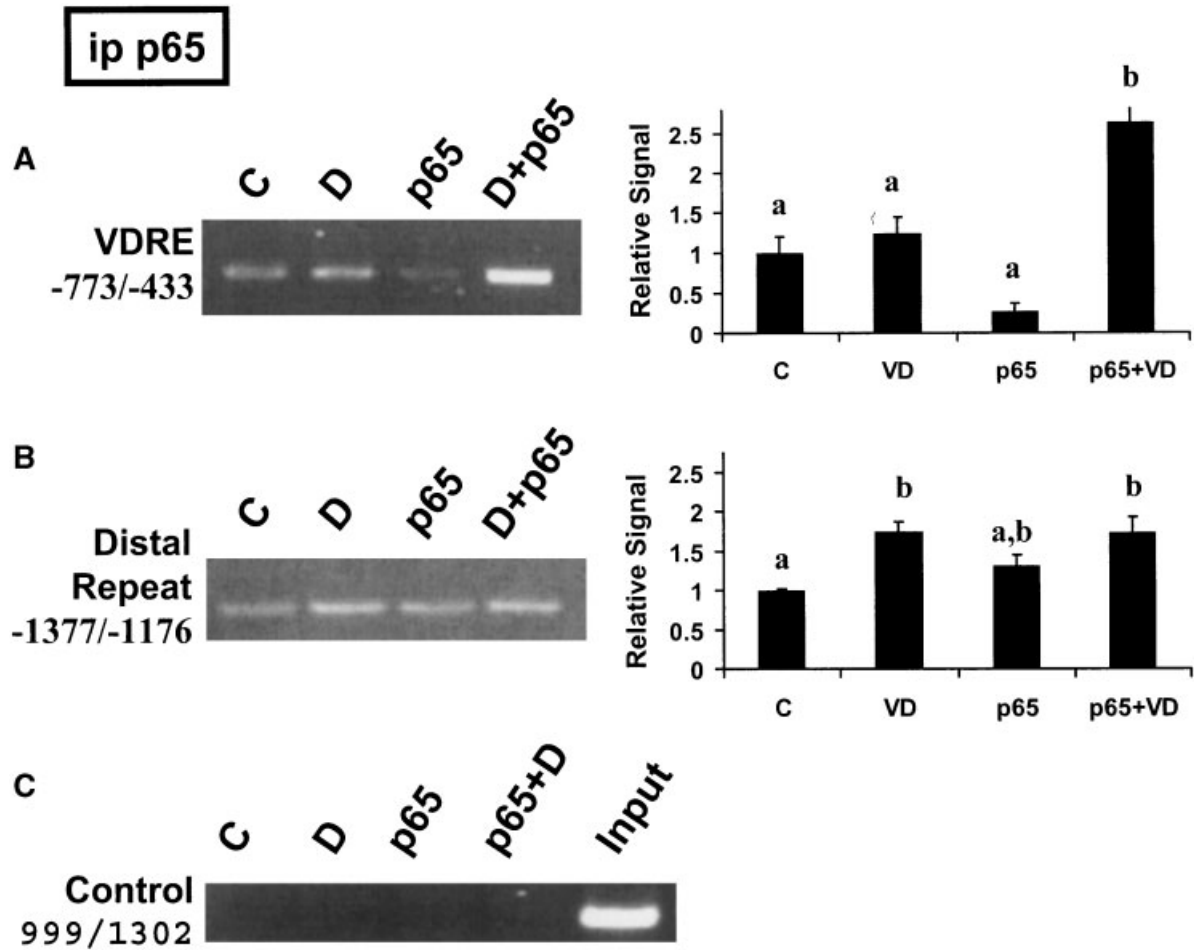 ip p65
A
C D p65 D+p65
VDRE
-773/-433
Relative Signal
2.5
2
1.5
1
0.5
0
a a a b
C VD p65 p65+VD
B
C D p65 D+p65
Distal
Repeat
-1377/-1176
Relative Signal
2.5
2
1.5
1
0.5
0
a b a,b b
C VD p65 p65+VD
C
C D p65 p65+D Input
Control
999/1302